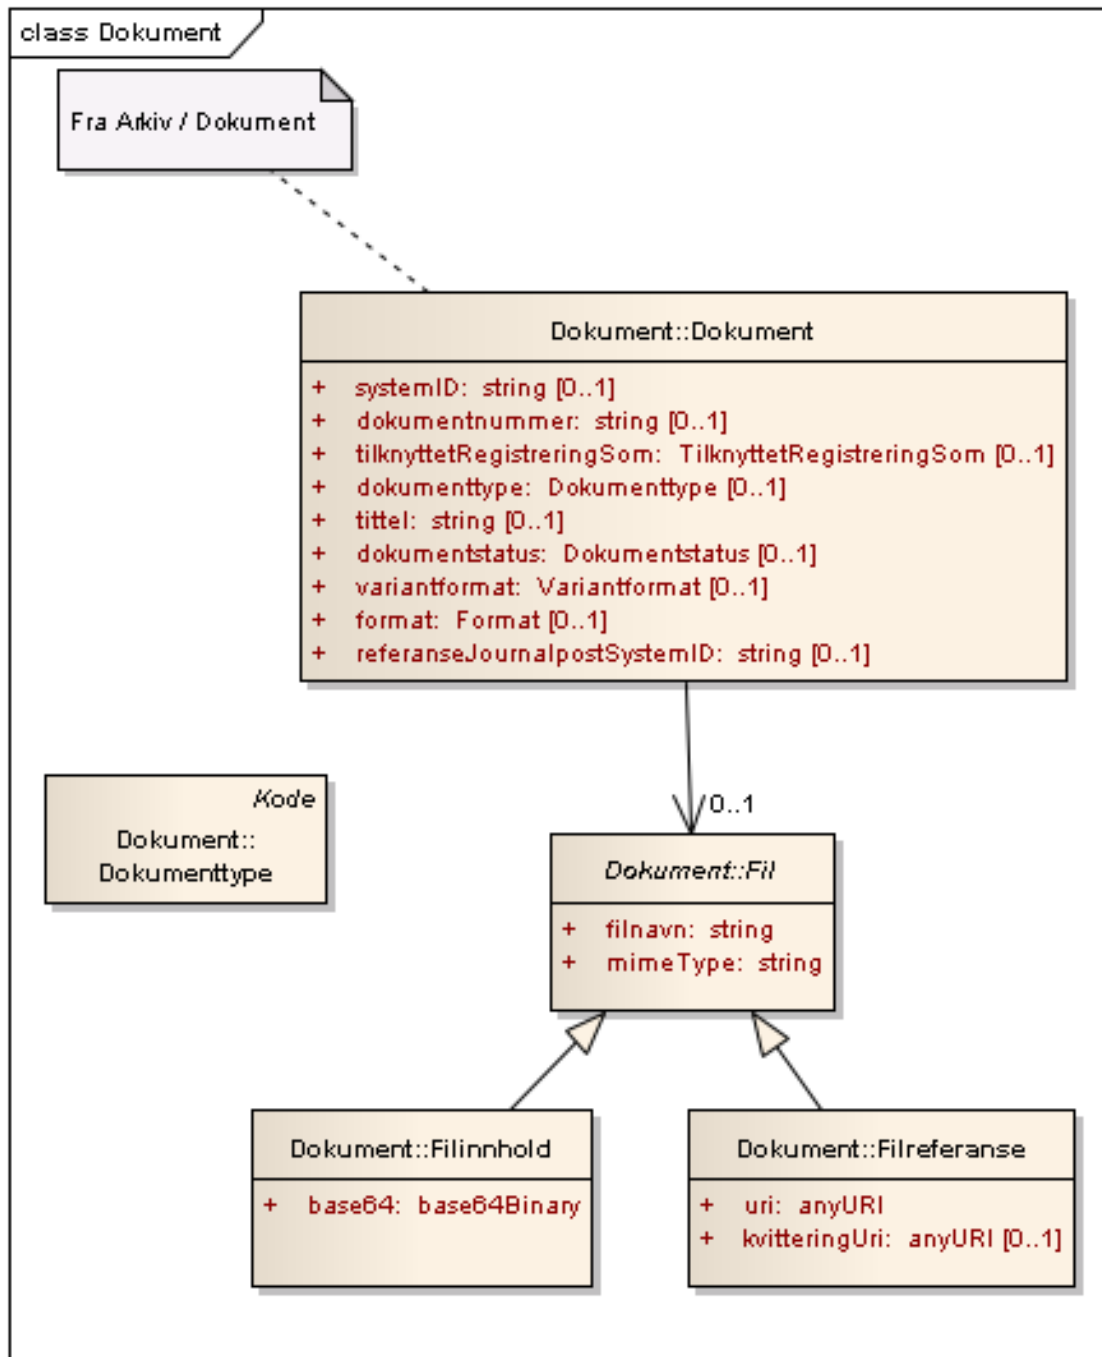 class Dokument
Fra Arkiv / Dokument
Dokument::Dokument
+ systemID: string [0..1]
+ dokumentnummer: string [0..1]
+ tilknyttetRegistreringSom: TilknyttetRegistreringSom [0..1]
+ dokumenttype: Dokumenttype [0..1]
+ tittel: string [0..1]
+ dokumentstatus: Dokumentstatus [0..1]
+ variantformat: Variantformat [0..1]
+ format: Format [0..1]
+ referanseJournalpostSystemID: string [0..1]
Kode
Dokument::
Dokumenttype
0..1
Dokument::Fil
+ filnavn: string
+ mimeType: string
Dokument::Filinnhold
+ base64: base64Binary
Dokument::Filreferanse
+ uri: anyURI
+ kvitteringUri: anyURI [0..1]